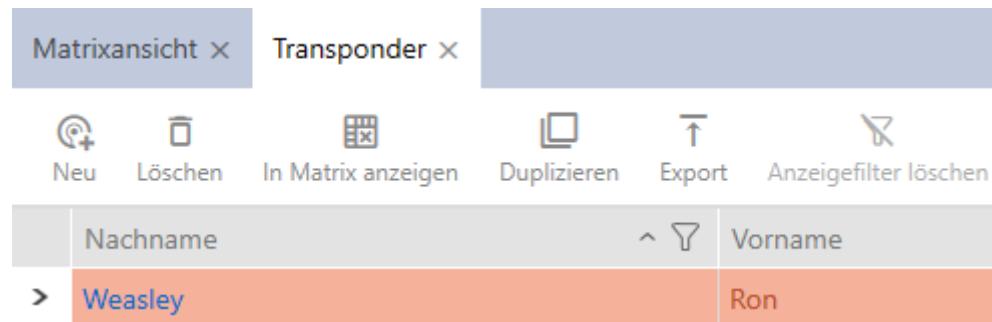 Matrixansicht × Transponder ×
Neu Löschen In Matrix anzeigen Duplizieren Export Anzeigefilter löschen
Nachname Vorname
Weasley Ron